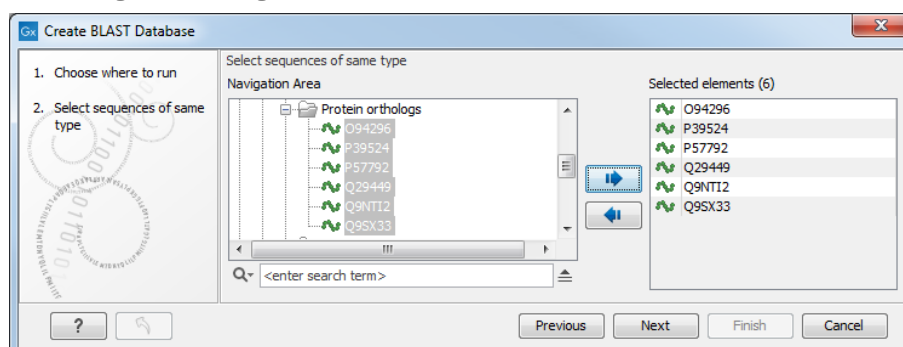 Gx Create BLAST Database
1. Choose where to run
2. Select sequences of same
type
Select sequences of same type
Navigation Area
Protein orthologs
O94296
P39524
P57792
Q29449
Q9NTI2
Q9SX33
<enter search term>
Selected elements (6)
O94296
P39524
P57792
Q29449
Q9NTI2
Q9SX33
? Previous Next Finish Cancel